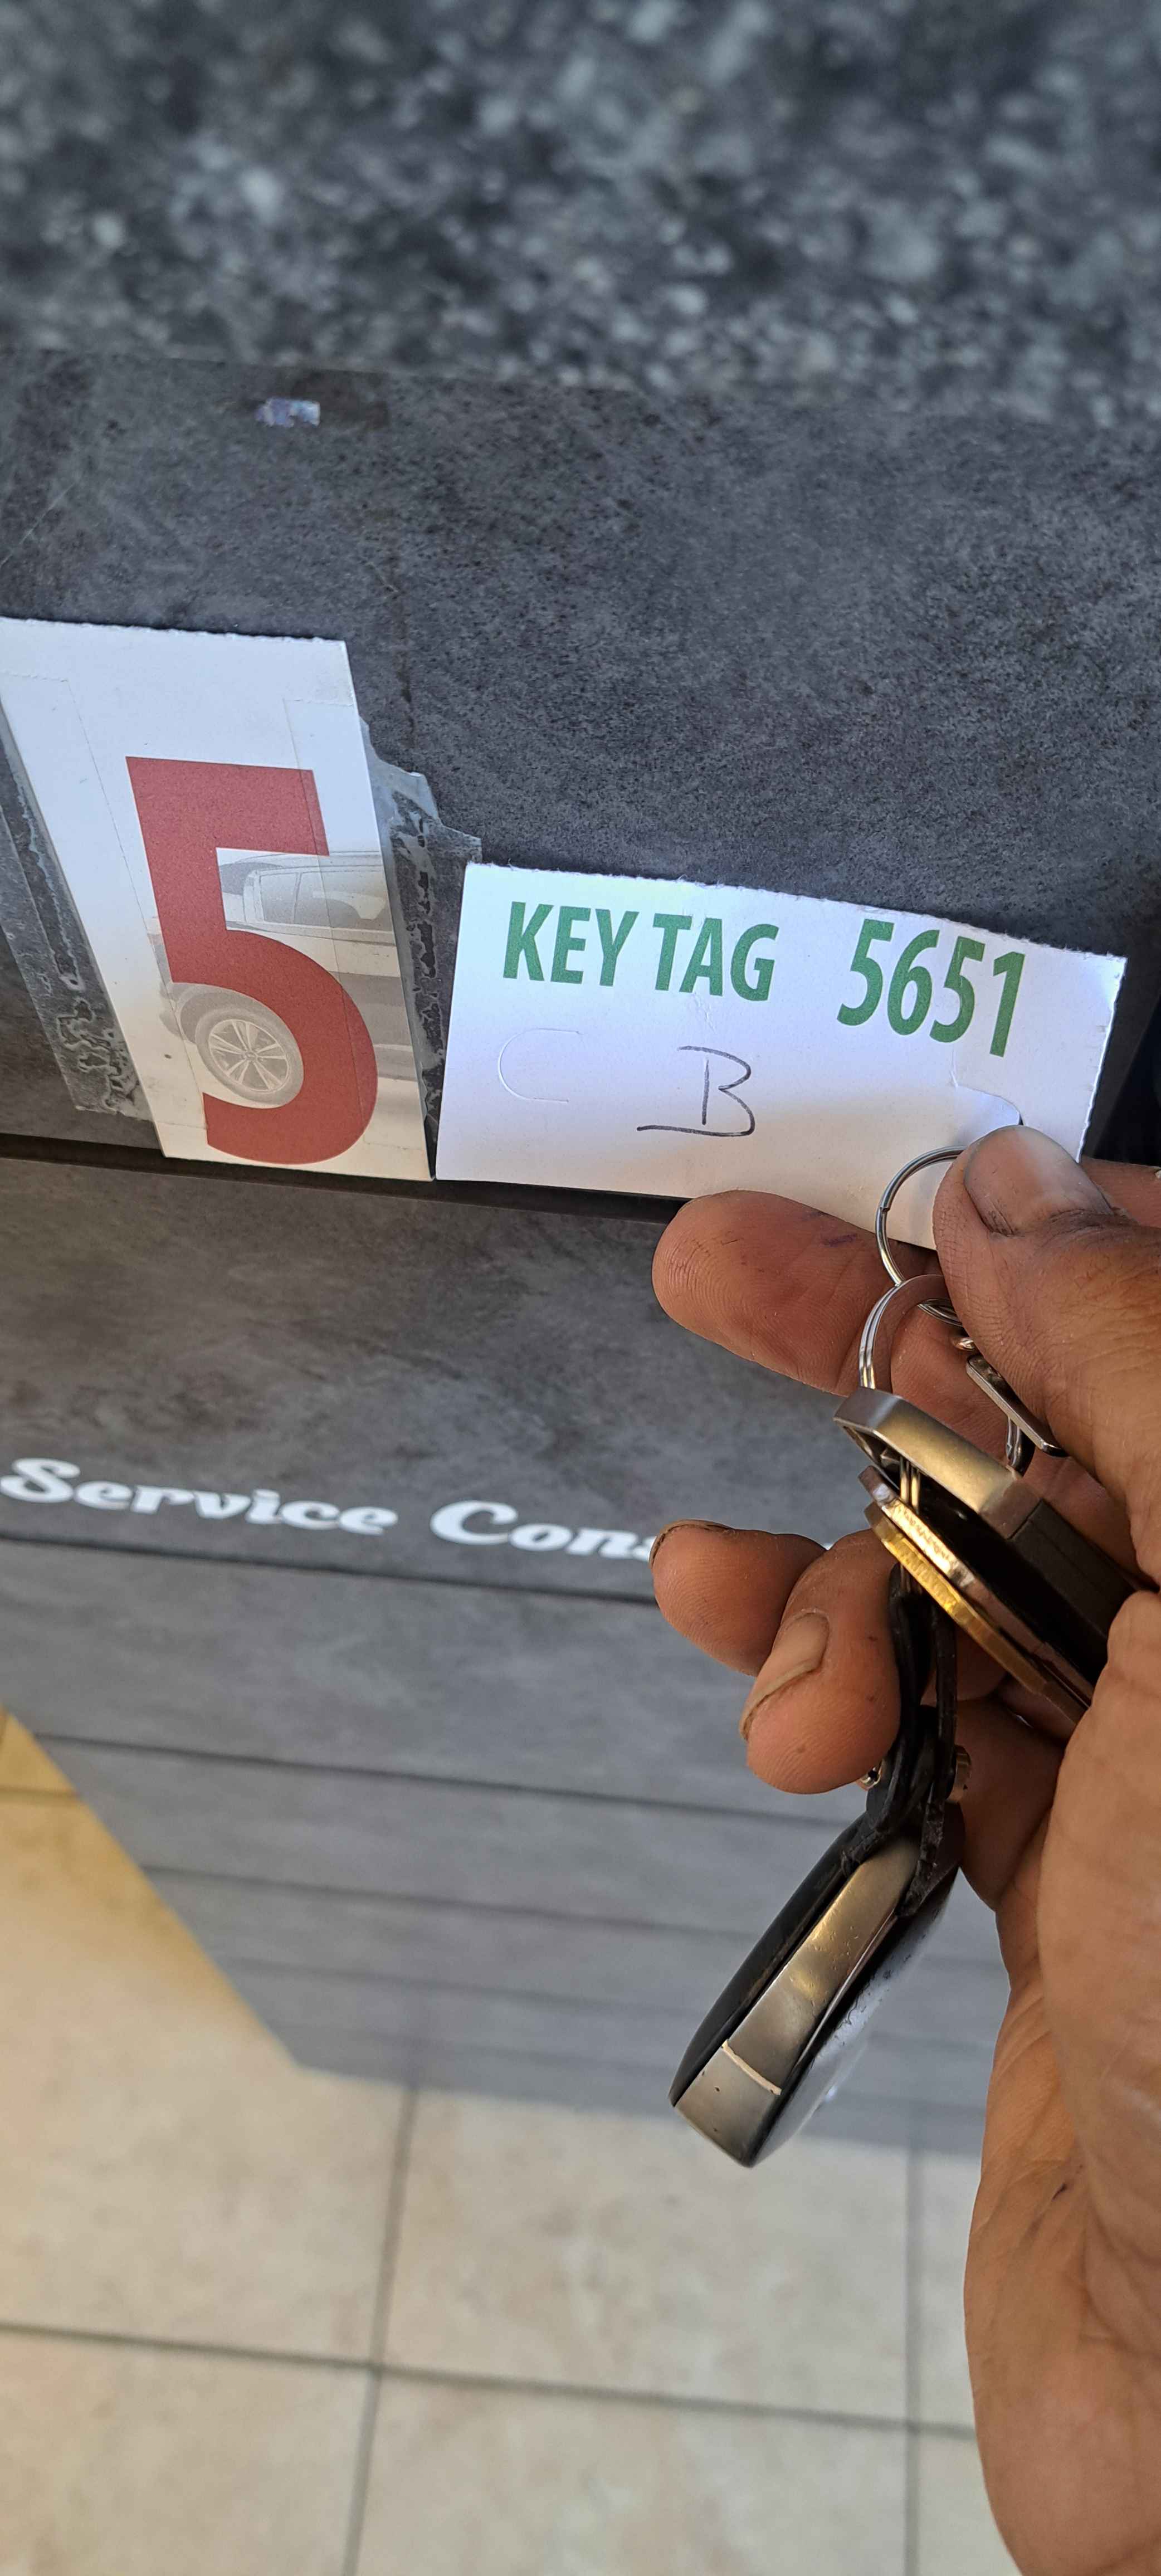 5
KEY TAG 5651
B
Service Cons